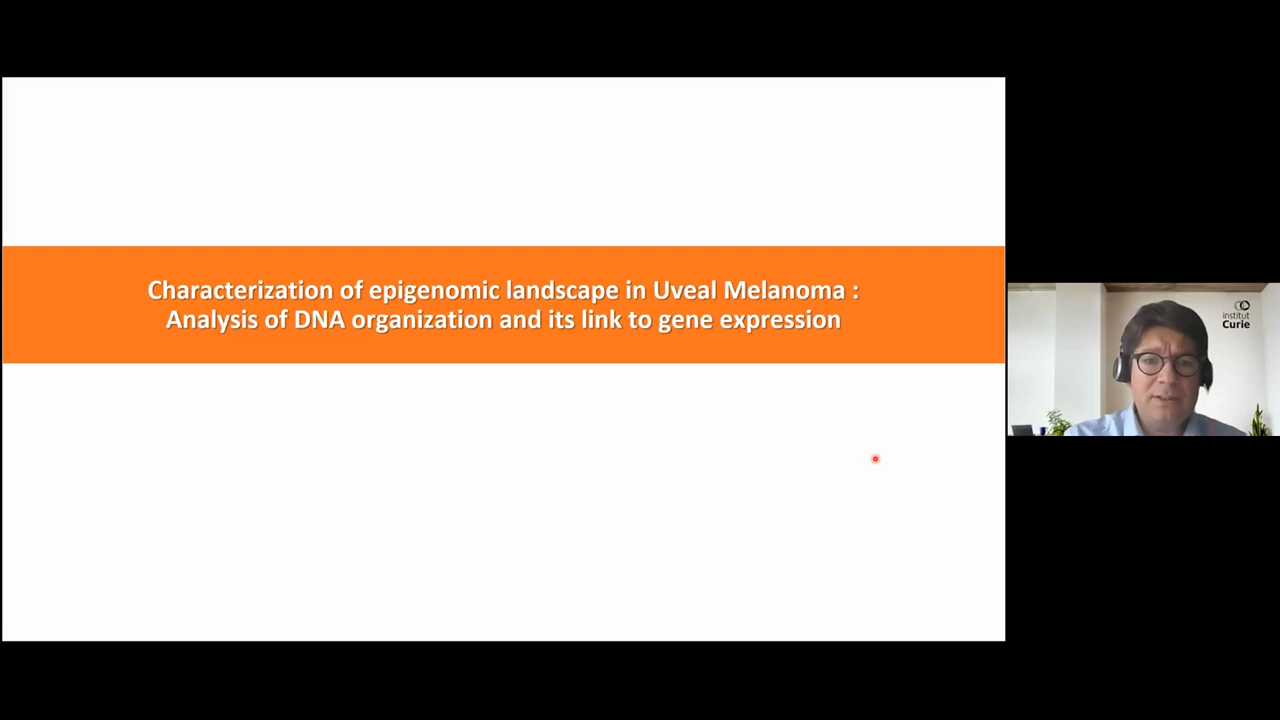 Characterization of epigenomic landscape in Uveal Melanoma :
Analysis of DNA organization and its link to gene expression
institut
Curie